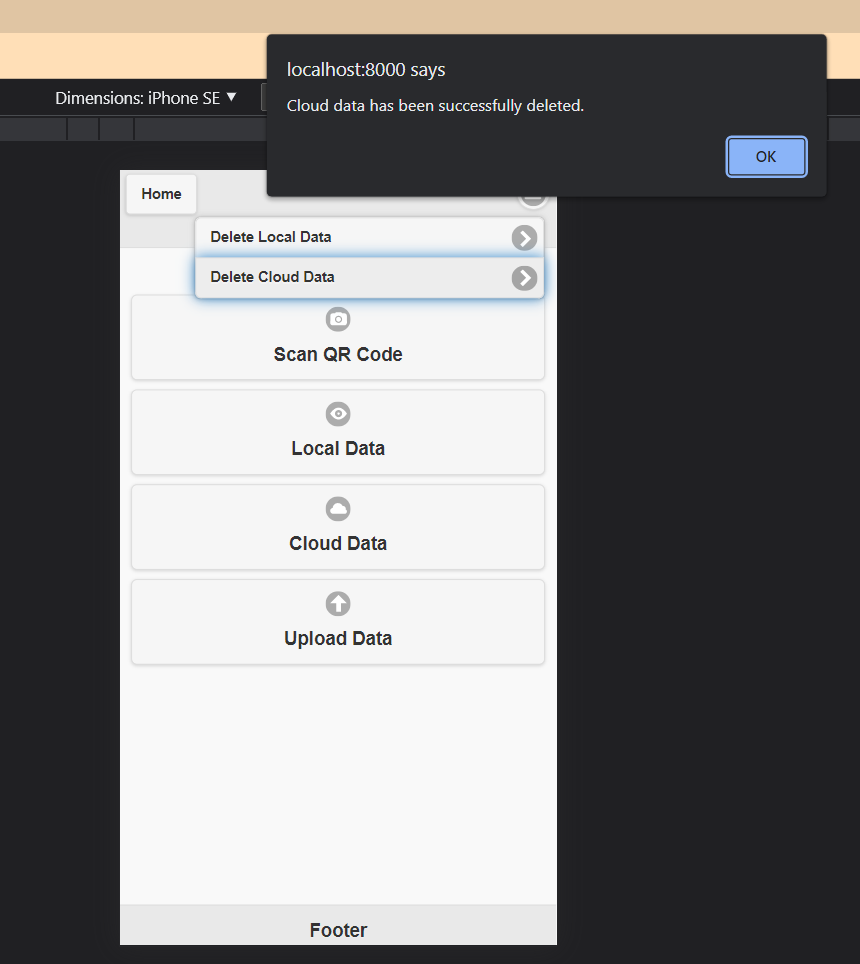 localhost:8000 says
Cloud data has been successfully deleted.
OK
Dimensions: iPhone SE ▼
Home
Delete Local Data
Delete Cloud Data
Scan QR Code
Local Data
Cloud Data
Upload Data
Footer